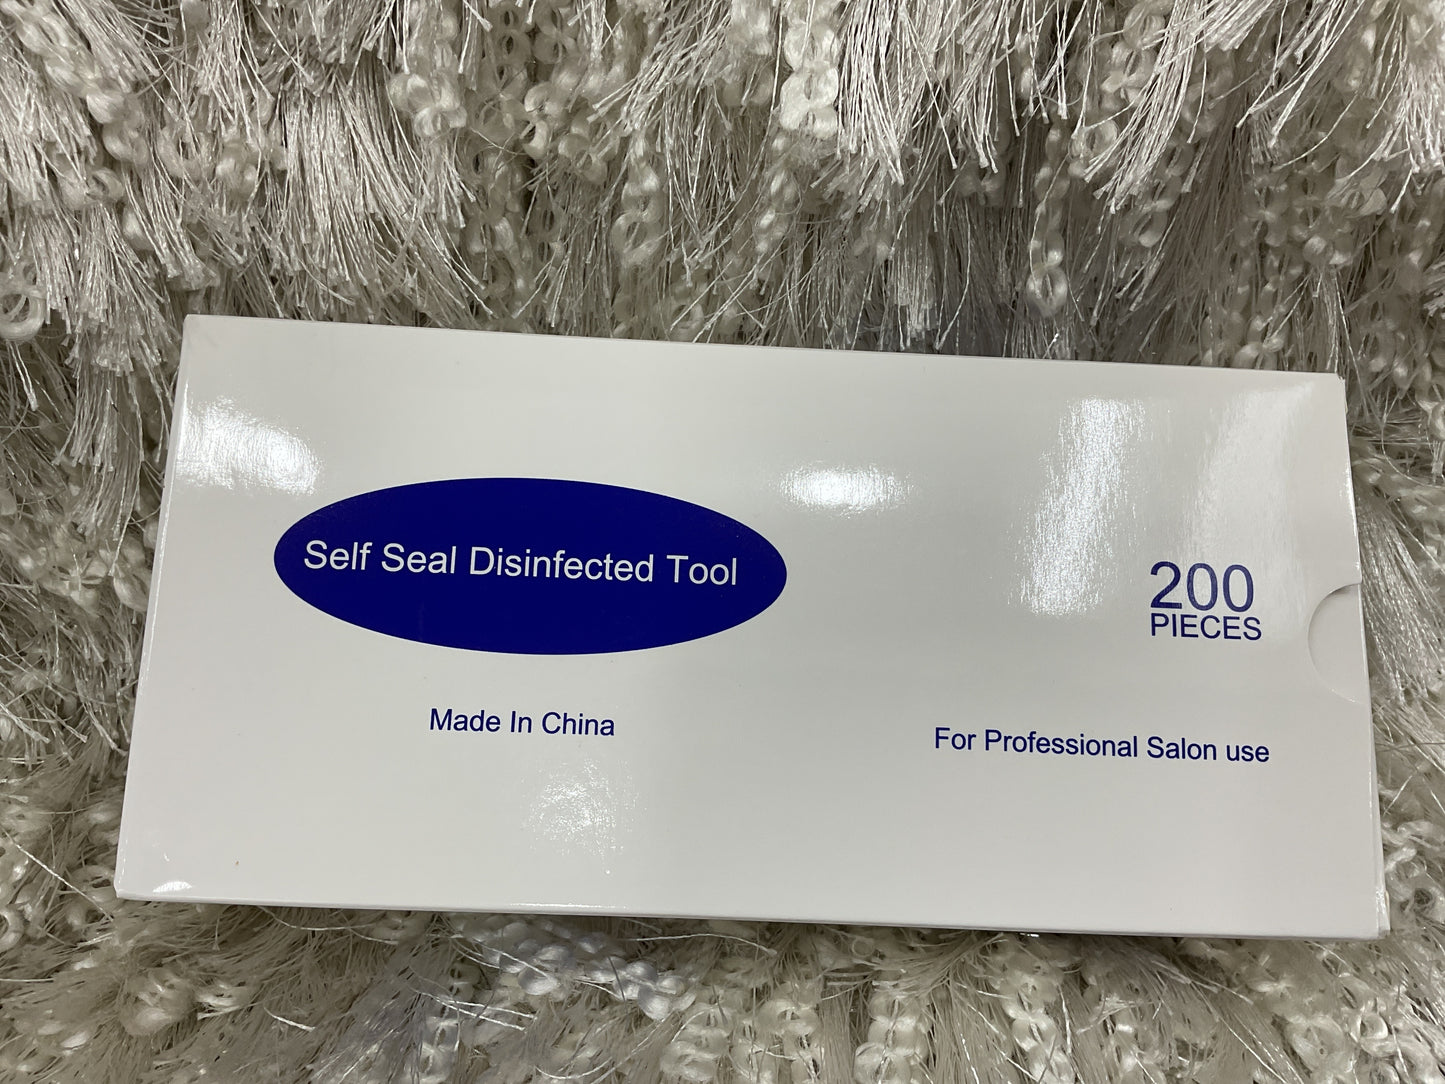 Self Seal Disinfected Tool
200
PIECES
Made In China
For Professional Salon use